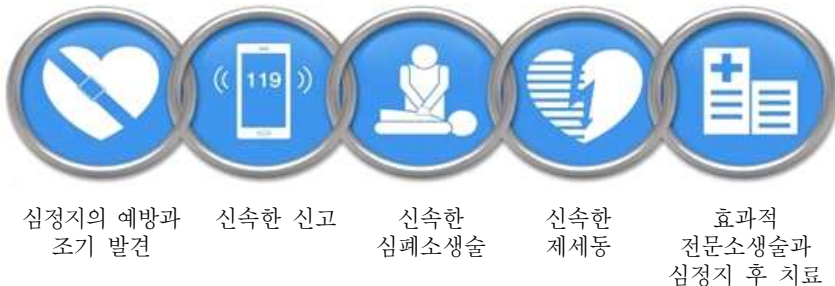 119
심정지의 예방과
조기 발견
신속한 신고
신속한
심폐소생술
신속한
제세동
효과적
전문소생술과
심정지 후 치료